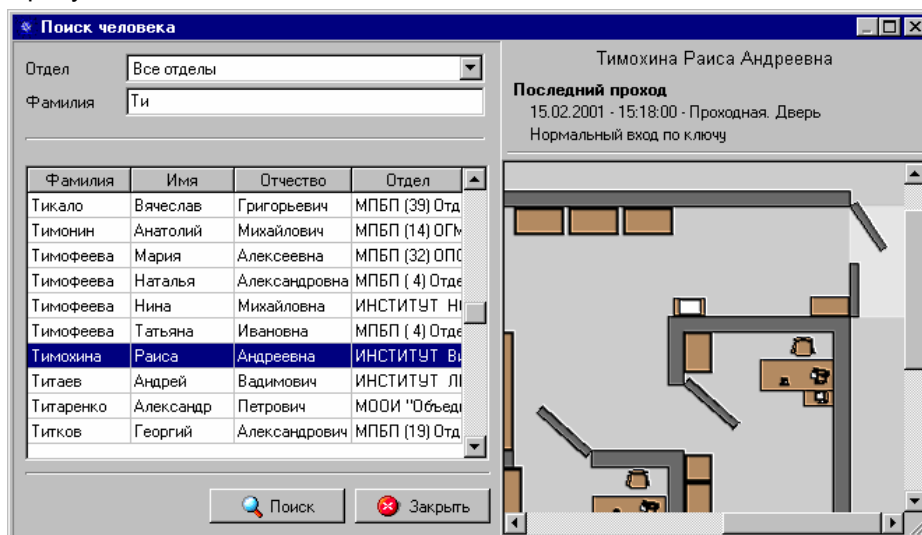 Поиск человека
Отдел Все отделы
Фамилия Ти
Фамилия Имя Отчество Отдел
Тикало Вячеслав Григорьевич МПБП (39) Отд
Тимонин Анатолий Михайлович МПБП (14) ОГМ
Тимофеева Мария Алексеевна МПБП (32) ОПС
Тимофеева Наталья Александровна МПБП ( 4) Отде
Тимофеева Нина Михайловна ИНСТИТУТ
Тимофеева Татьяна Ивановна МПБП ( 4) Отде
Тимохина Раиса Андреевна ИНСТИТУТ
Титаев Андрей Вадимович ИНСТИТУТ
Титаренко Александр Петрович МООИ "Объеди
Титков Георгий Александрович МПБП (19) Отд
Поиск Закрыть
Тимохина Раиса Андреевна
Последний проход
15.02.2001 - 15:18:00 - Проходная. Дверь
Нормальный вход по ключу